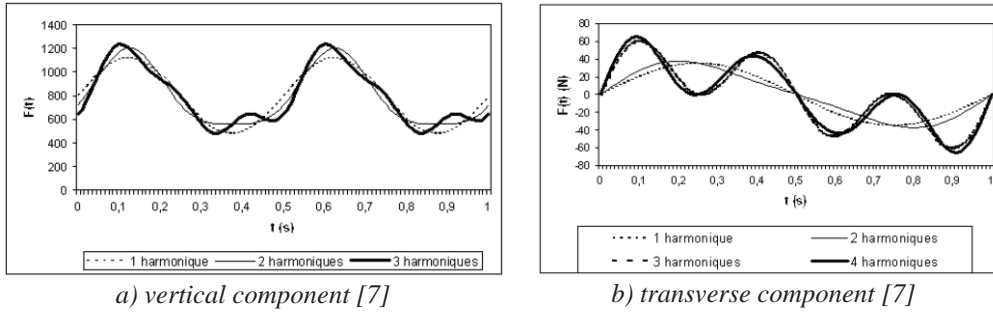 1400
1200
1000
800
600
400
200
0
F(t)
0 0,1 0,2 0,3 0,4 0,5 0,6 0,7 0,8 0,9 1
t (s)
1 harmonique 2 harmoniques 3 harmoniques
a) vertical component [7]
80
60
40
20
0
-20
-40
-60
-80
F(t) (N)
0 0,1 0,2 0,3 0,4 0,5 0,6 0,7 0,8 0,9 1
t (s)
1 harmonique 2 harmoniques
3 harmoniques 4 harmoniques
b) transverse component [7]